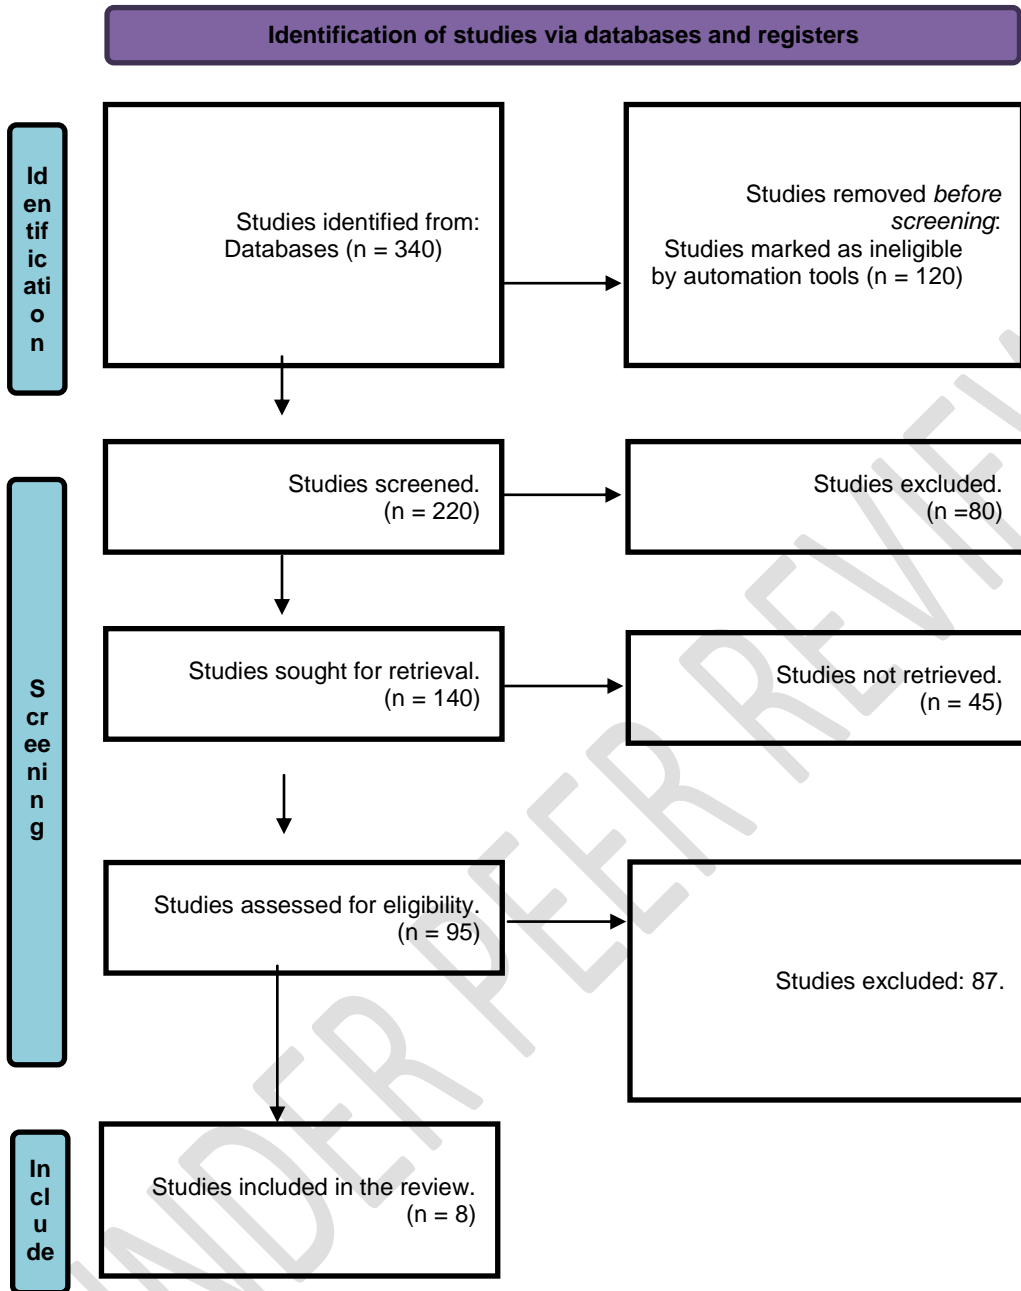 Identification of studies via databases and registers
Id
en
tif
ic
ati
o
n
Studies identified from:
Databases (n = 340)
Studies removed before
screening:
Studies marked as ineligible
by automation tools (n = 120)
S
cr
ee
ni
n
g
Studies screened.
(n = 220)
Studies excluded.
(n =80)
Studies sought for retrieval.
(n = 140)
Studies not retrieved.
(n = 45)
Studies assessed for eligibility.
(n = 95)
Studies excluded: 87.
In
cl
u
de
Studies included in the review.
(n = 8)
UNDER PEER REVIEW